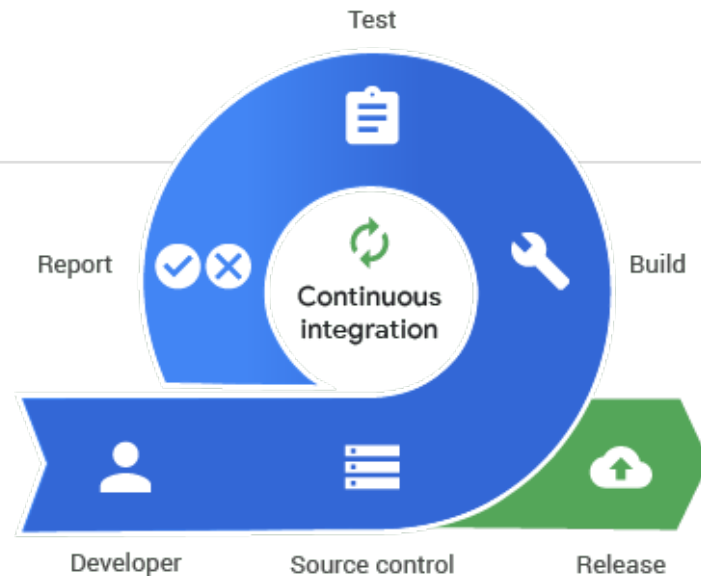 Test
Report
Build
Continuous
integration
Developer
Source control
Release